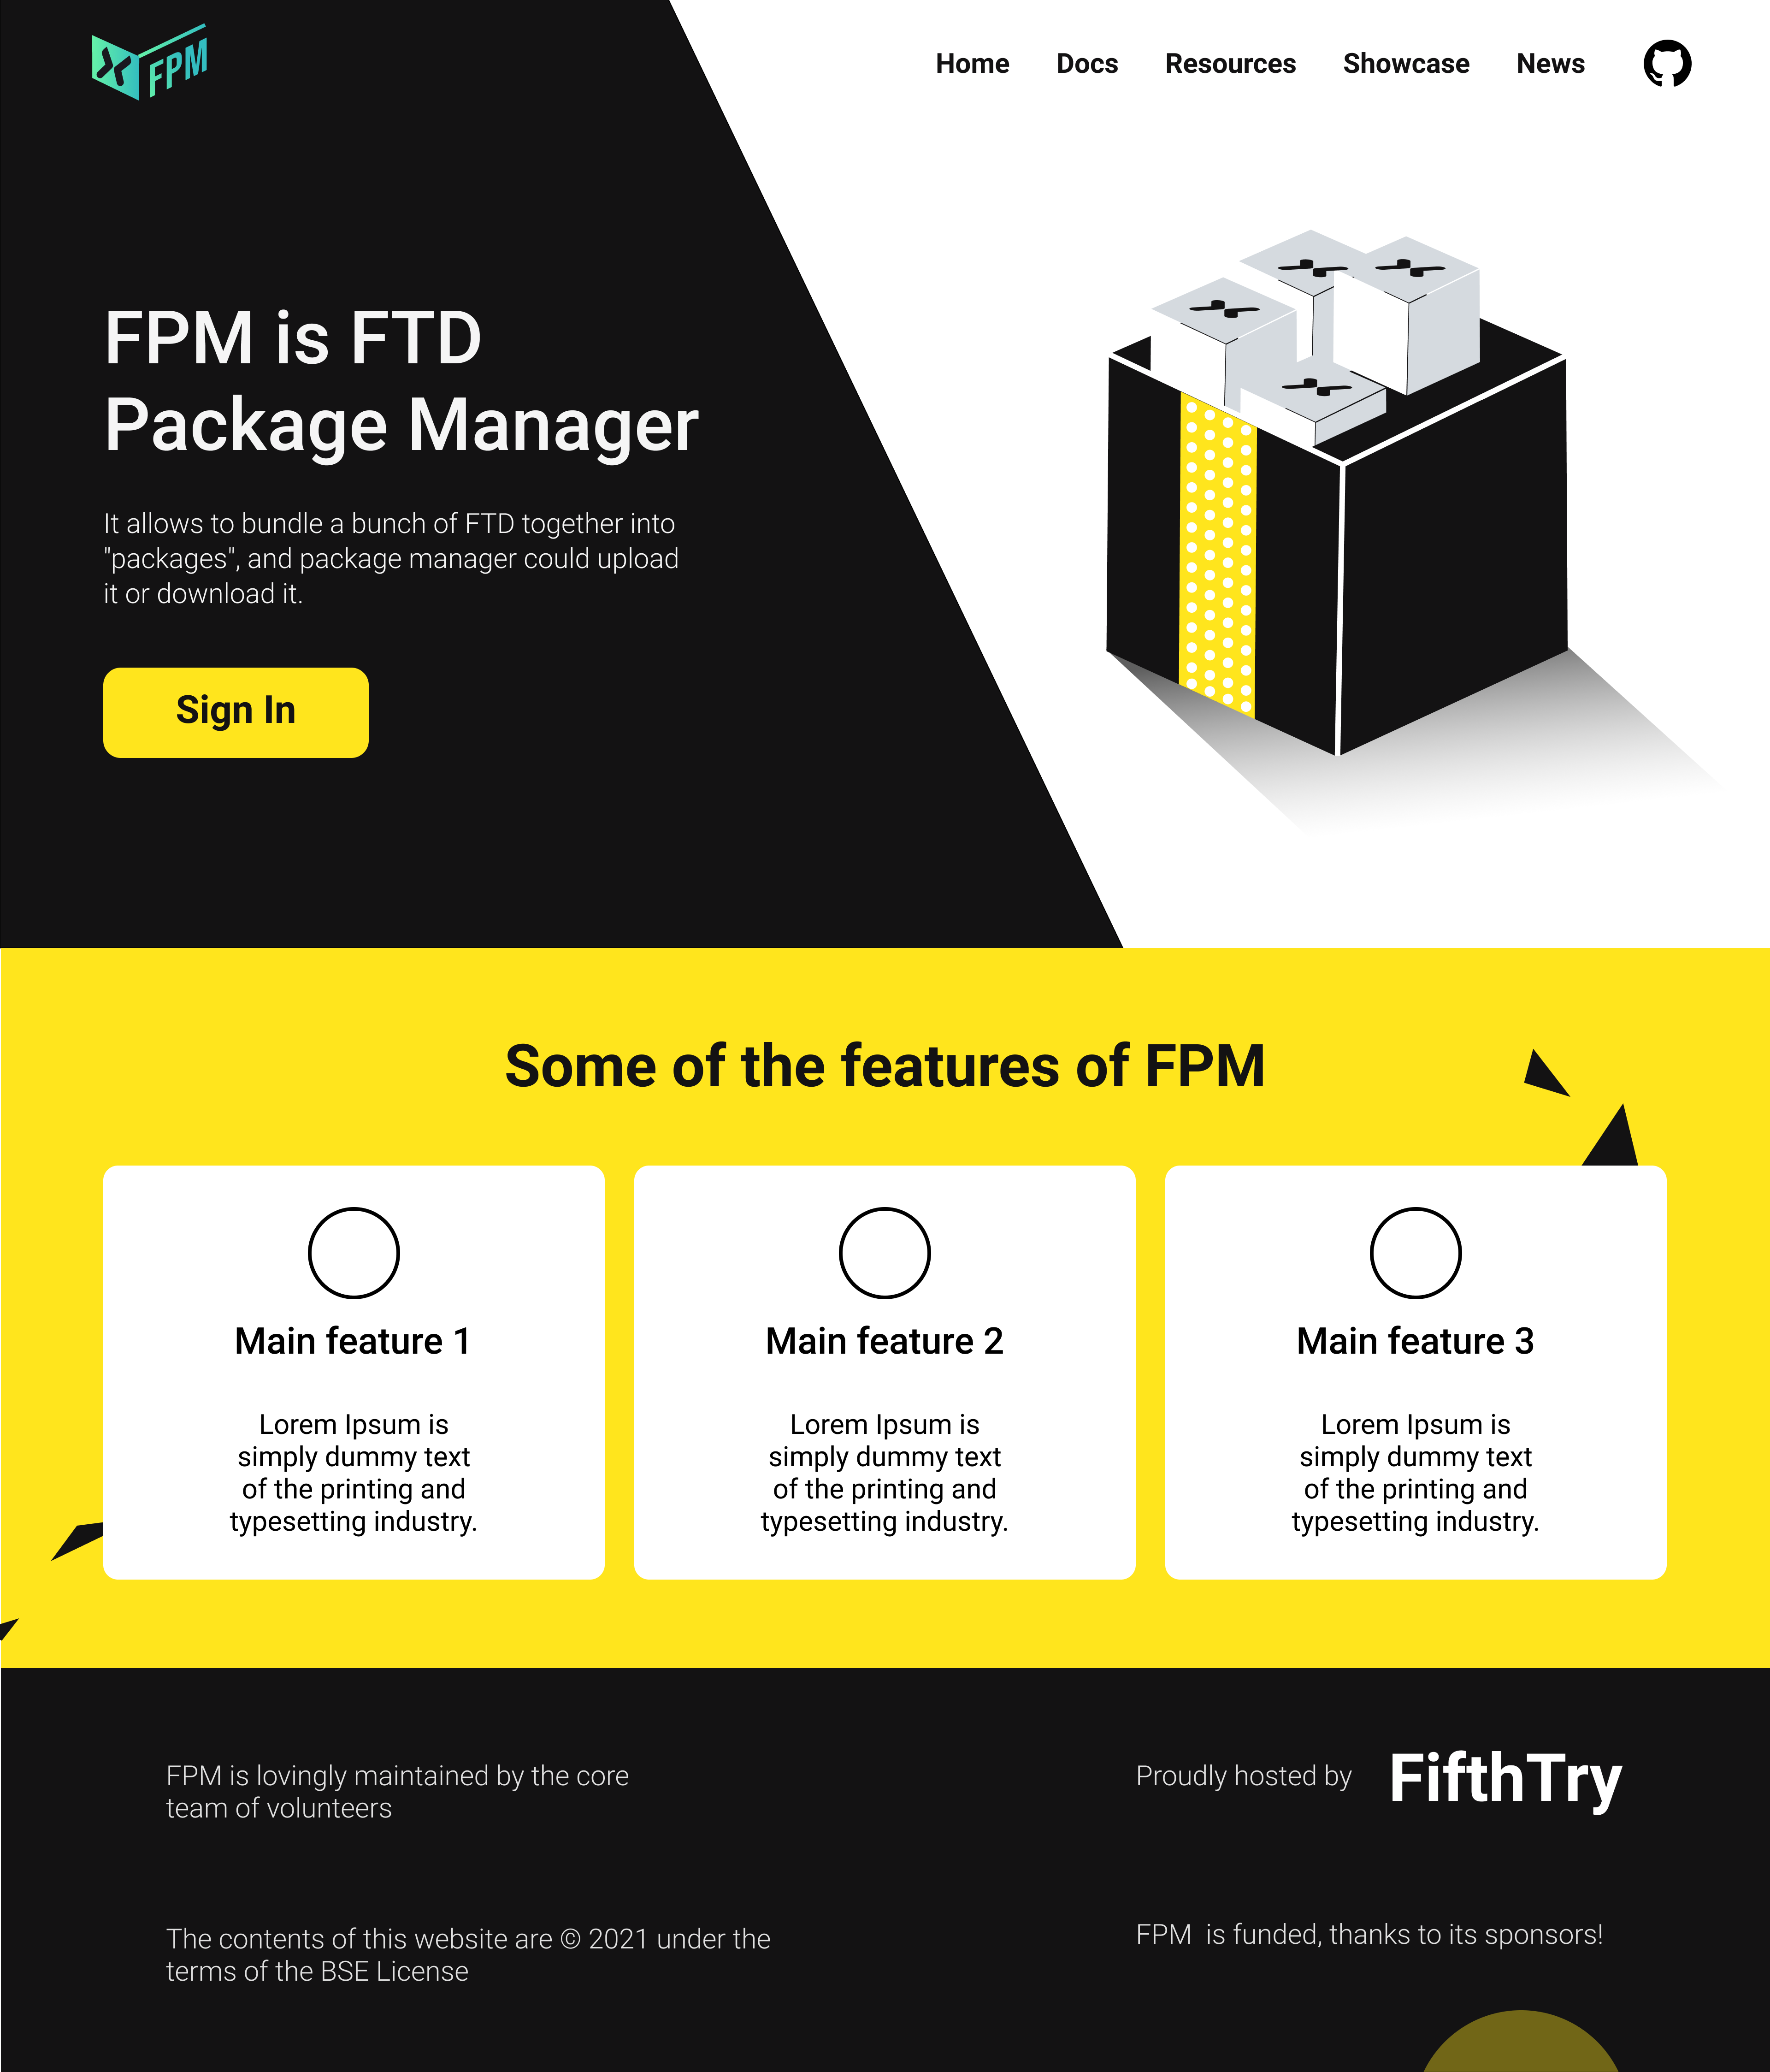 FPM
Home Docs Resources Showcase News
FPM is FTD
Package Manager
It allows to bundle a bunch of FTD together into
"packages", and package manager could upload
it or download it.
Sign In
Some of the features of FPM
Main feature 1
Lorem Ipsum is
simply dummy text
of the printing and
typesetting industry.
Main feature 2
Lorem Ipsum is
simply dummy text
of the printing and
typesetting industry.
Main feature 3
Lorem Ipsum is
simply dummy text
of the printing and
typesetting industry.
FPM is lovingly maintained by the core
team of volunteers
Proudly hosted by FifthTry
The contents of this website are © 2021 under the
terms of the BSE License
FPM  is funded, thanks to its sponsors!